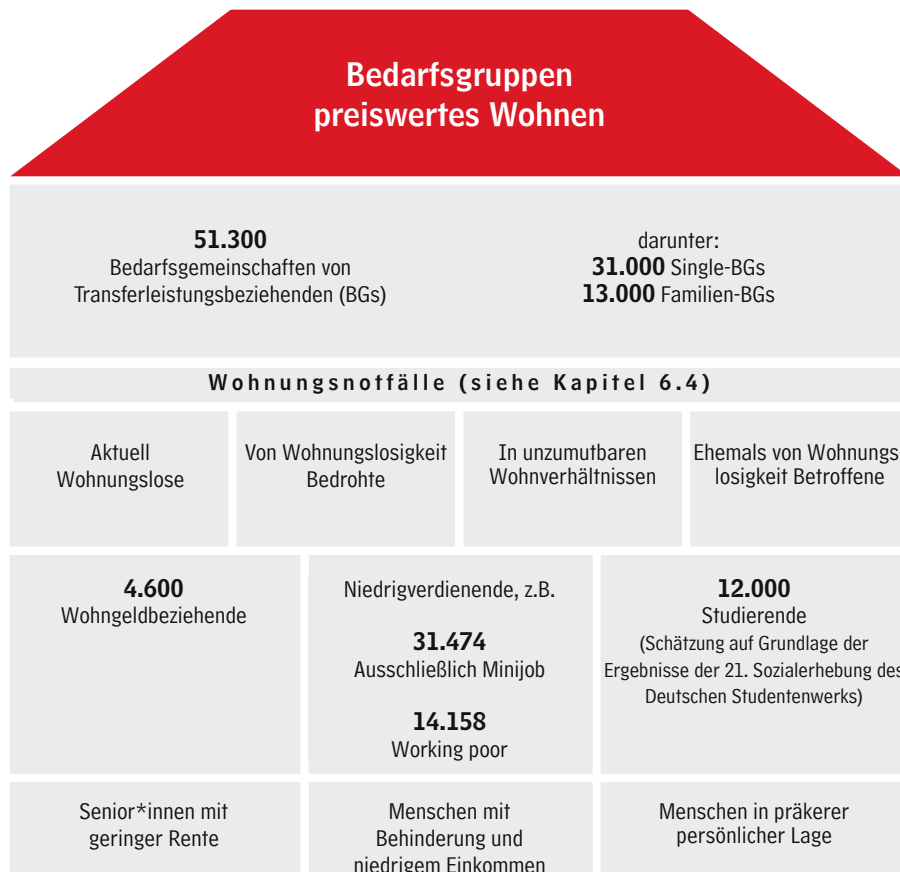 Bedarfsgruppen
preiswertes Wohnen
51.300
Bedarfsgemeinschaften von
Transferleistungsbeziehenden (BGs)
darunter:
31.000 Single-BGs
13.000 Familien-BGs
Wohnungsnotfälle (siehe Kapitel 6.4)
Aktuell
Wohnungslose
Von Wohnungslosigkeit
Bedrohte
In unzumutbaren
Wohnverhältnissen
Ehemals von Wohnungs-
losigkeit Betroffene
4.600
Wohngeldbeziehende
Niedrigverdienende, z.B.
31.474
Ausschließlich Minijob
14.158
Working poor
12.000
Studierende
(Schätzung auf Grundlage der
Ergebnisse der 21. Sozialerhebung des
Deutschen Studentenwerks)
Senior*innen mit
geringer Rente
Menschen mit
Behinderung und
niedrigem Einkommen
Menschen in präkerer
persönlicher Lage